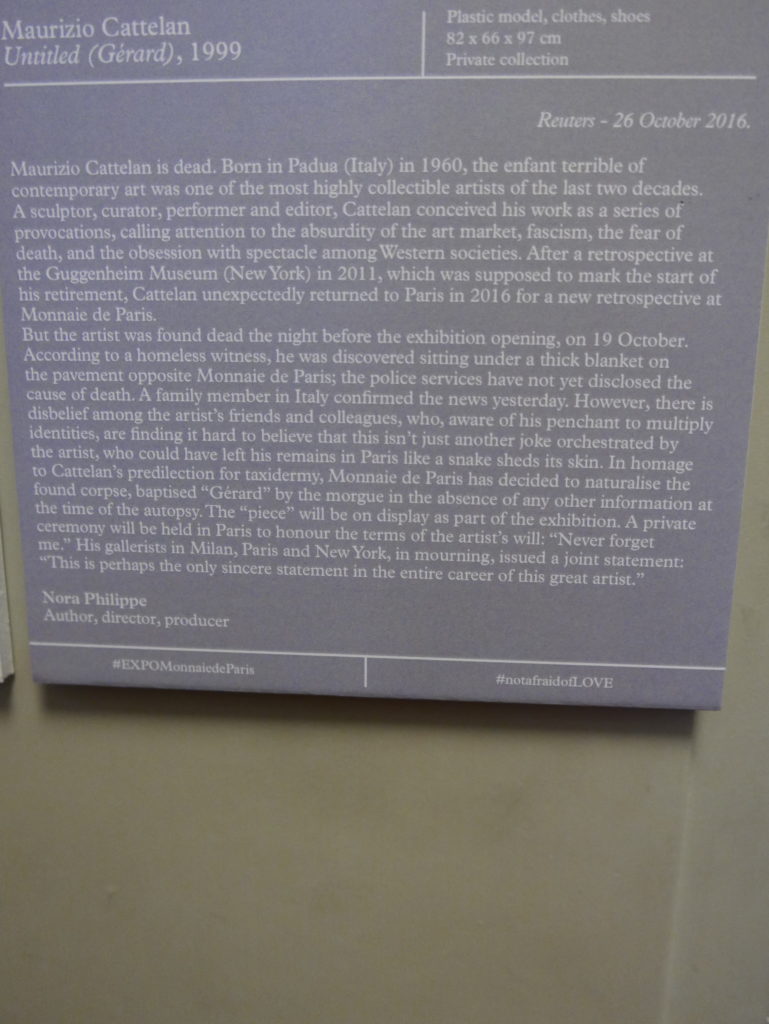 Maurizio Cattelan
Untitled (Gérard), 1999
Plastic model, clothes, shoes
82 x 66 x 97 cm
Private collection
Reuters - 26 October 2016.
Maurizio Cattelan is dead. Born in Padua (Italy) in 1960, the enfant terrible of
contemporary art was one of the most highly collectible artists of the last two decades.
A sculptor, curator, performer and editor, Cattelan conceived his work as a series of
provocations, calling attention to the absurdity of the art market, fascism, the fear of
death, and the obsession with spectacle among Western societies. After a retrospective at
the Guggenheim Museum (New York) in 2011, which was supposed to mark the start of
his retirement, Cattelan unexpectedly returned to Paris in 2016 for a new retrospective at
Monnaie de Paris.
But the artist was found dead the night before the exhibition opening, on 19 October.
According to a homeless witness, he was discovered sitting under a thick blanket on
the pavement opposite Monnaie de Paris; the police services have not yet disclosed the
cause of death. A family member in Italy confirmed the news yesterday. However, there is
disbelief among the artist's friends and colleagues, who, aware of his penchant to multiply
identities, are finding it hard to believe that this isn't just another joke orchestrated by
the artist, who could have left his remains in Paris like a snake sheds its skin. In homage
to Cattelan's predilection for taxidermy, Monnaie de Paris has decided to naturalise the
found corpse, baptised "Gérard" by the morgue in the absence of any other information at
the time of the autopsy. The "piece" will be on display as part of the exhibition. A private
ceremony will be held in Paris to honour the terms of the artist's will: "Never forget
me." His gallerists in Milan, Paris and New York, in mourning, issued a joint statement:
"This is perhaps the only sincere statement in the entire career of this great artist."
Nora Philippe
Author, director, producer
#EXPOMonnaiedeParis
#notafraidofLOVE